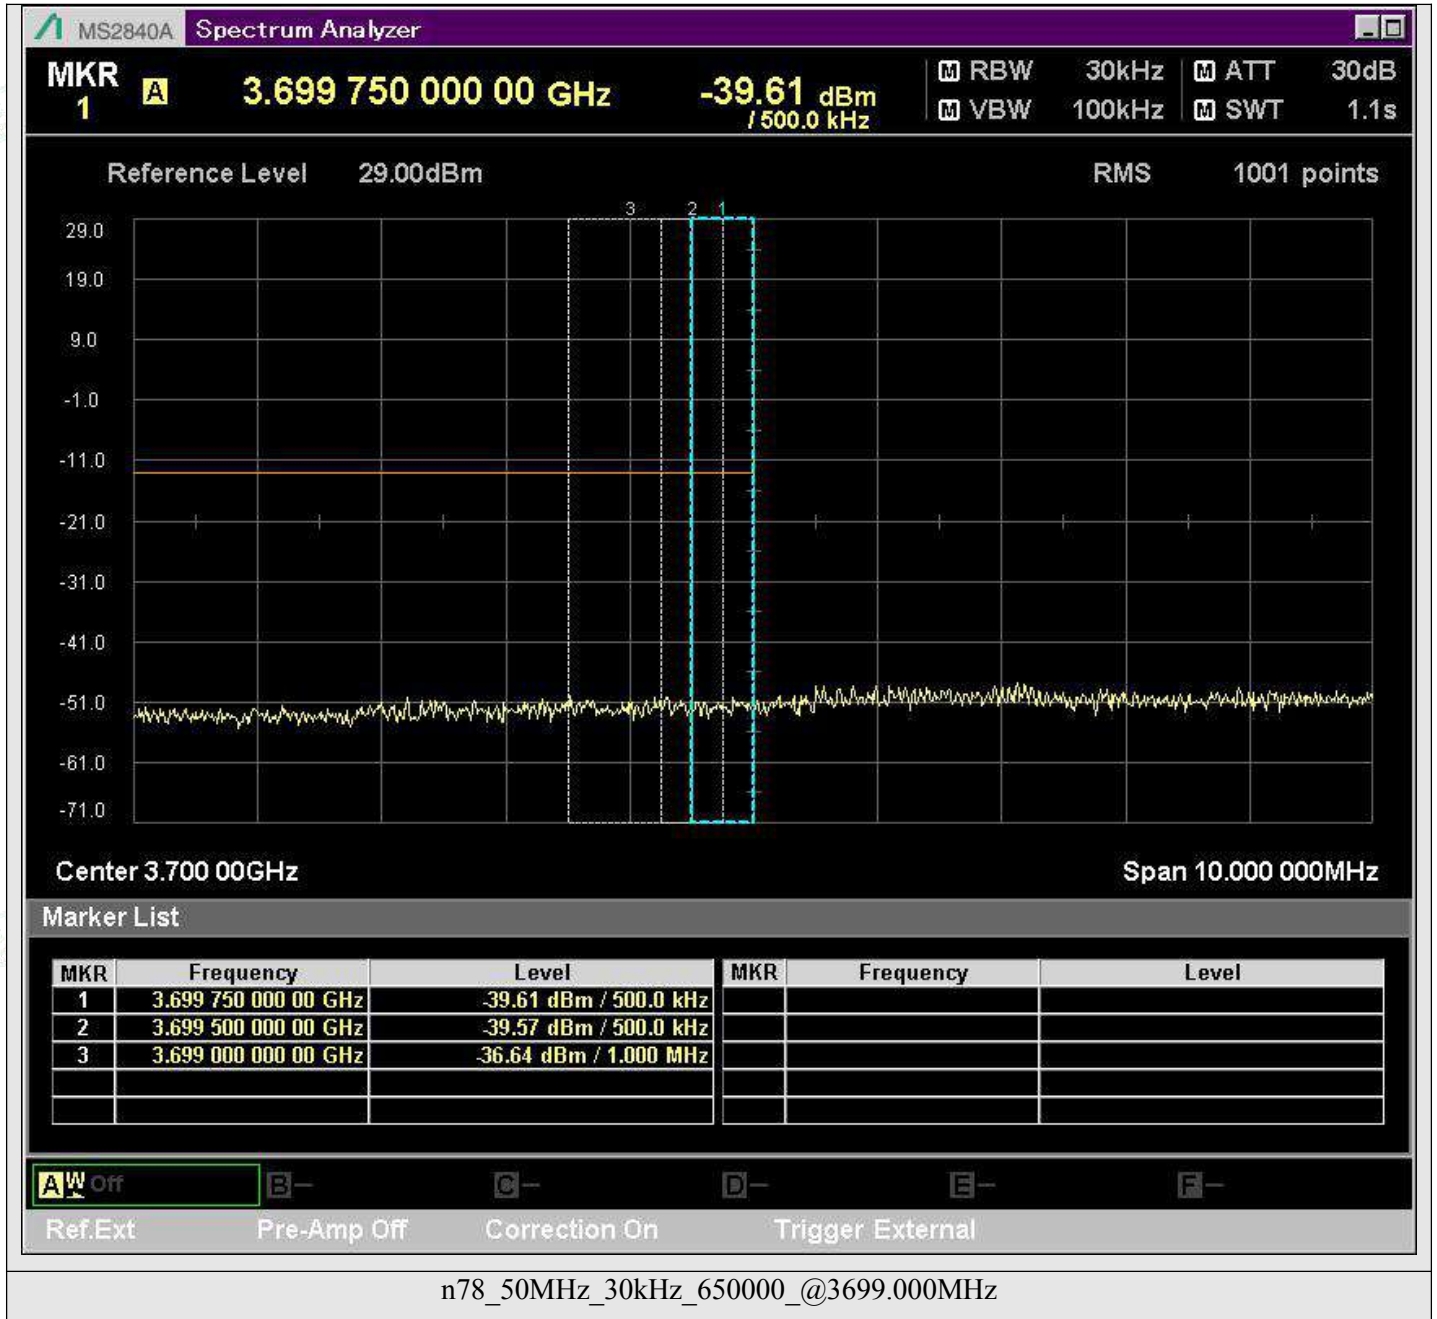 MS2840A Spectrum Analyzer
MKR 1 A 3.699 750 000 00 GHz -39.61 dBm / 500.0 kHz
M RBW 30kHz M ATT 30dB
M VBW 100kHz M SWT 1.1s
Reference Level 29.00dBm RMS 1001 points
3 2 1
29.0
19.0
9.0
-1.0
-11.0
-21.0
-31.0
-41.0
-51.0
-61.0
-71.0
Center 3.700 00GHz Span 10.000 000MHz
Marker List
MKR Frequency Level MKR Frequency Level
1 3.699 750 000 00 GHz -39.61 dBm / 500.0 kHz
2 3.699 500 000 00 GHz -39.57 dBm / 500.0 kHz
3 3.699 000 000 00 GHz -36.64 dBm / 1.000 MHz
A W Off B – C – D – E – F –
Ref.Ext Pre-Amp Off Correction On Trigger External
n78_50MHz_30kHz_650000_@3699.000MHz